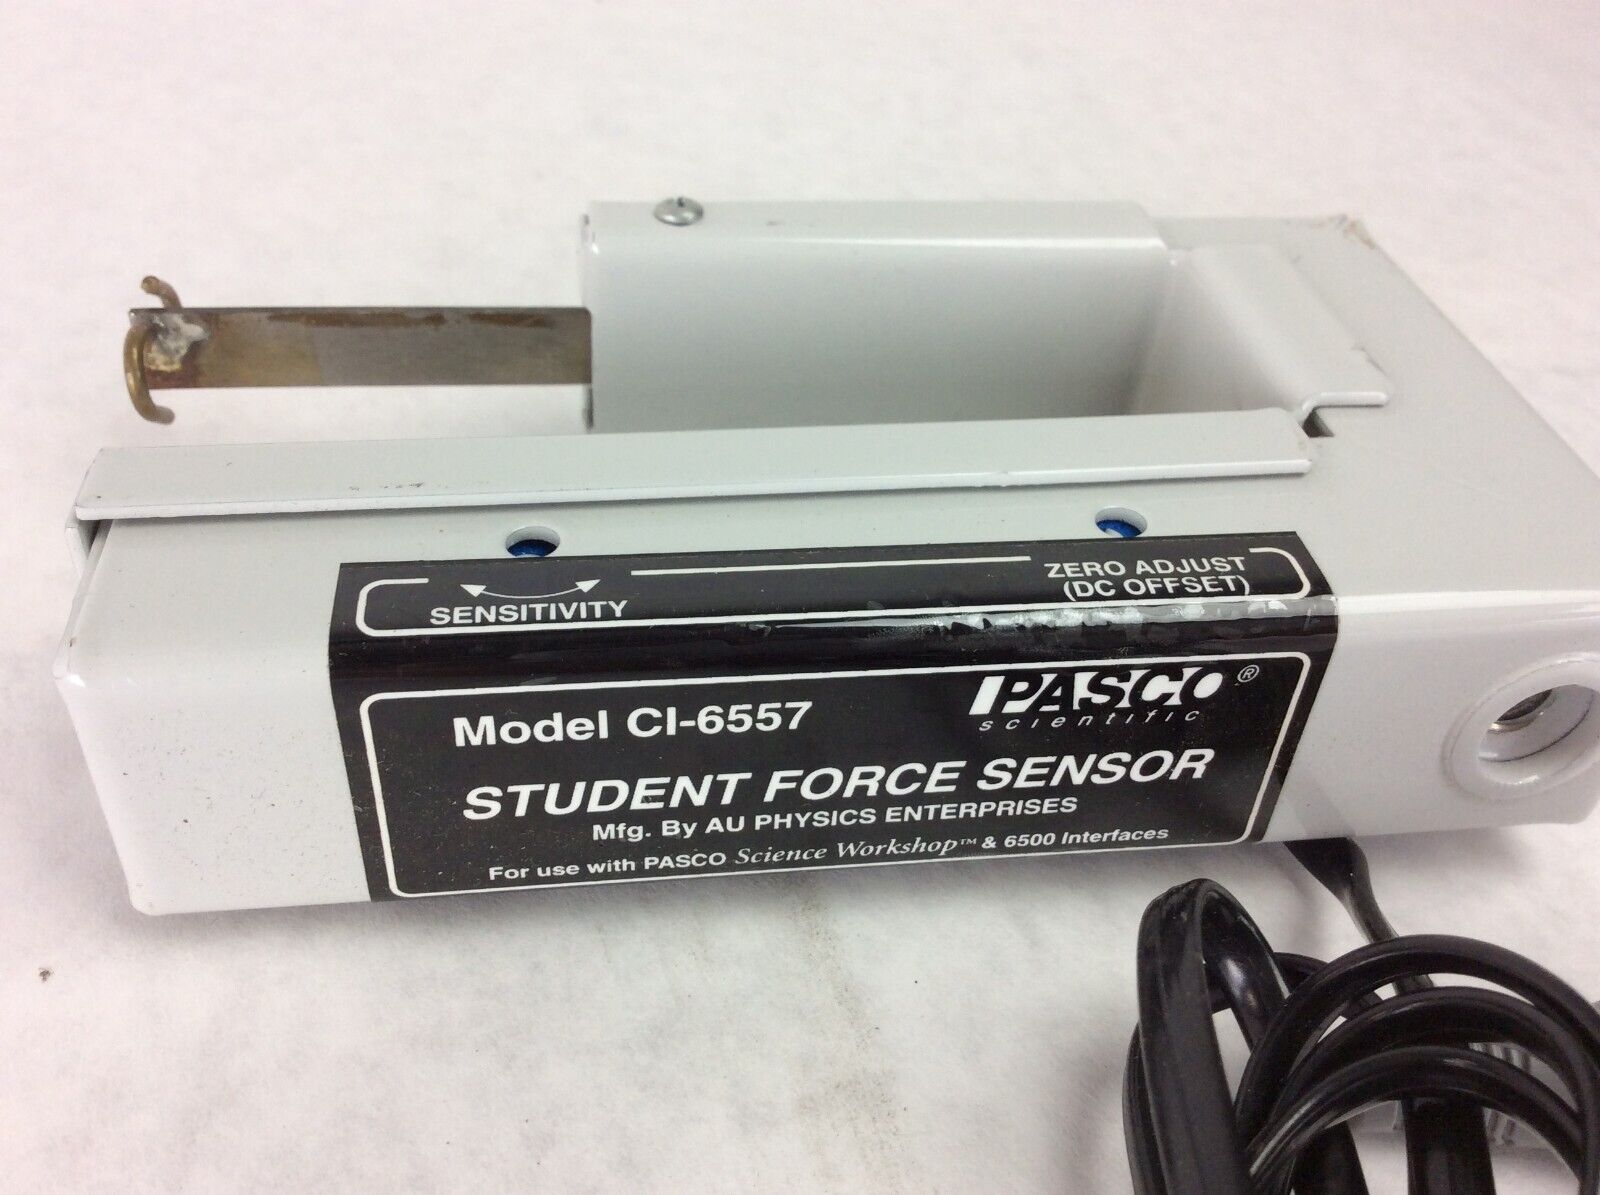 SENSITIVITY
ZERO ADJUST
(DC OFFSET)
PASCO®
scientific
Model CI-6557
STUDENT FORCE SENSOR
Mfg. By AU PHYSICS ENTERPRISES
For use with PASCO Science Workshop™ & 6500 Interfaces